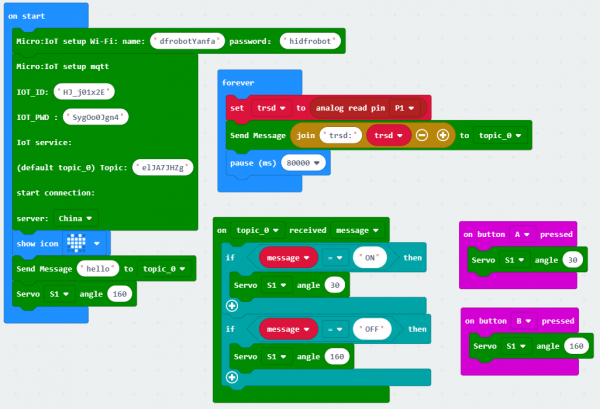 on start
Micro:IoT setup Wi-Fi: name: "dfrobotYanfa" password: "hidfrobot"
Micro:IoT setup mqtt
IOT_ID: "HJ_j01x2E"
IOT_PWD : "SygOo0Jgn4"
IoT service:
(default topic_0) Topic: "elJA7JHZg"
start connection:
server: China
show icon
Send Message "hello" to topic_0
Servo S1 angle 160
forever
set trsd to analog read pin P1
Send Message join "trsd:" trsd to topic_0
pause (ms) 80000
on topic_0 received message
if message = "ON" then
Servo S1 angle 30
if message = "OFF" then
Servo S1 angle 160
on button A pressed
Servo S1 angle 30
on button B pressed
Servo S1 angle 160